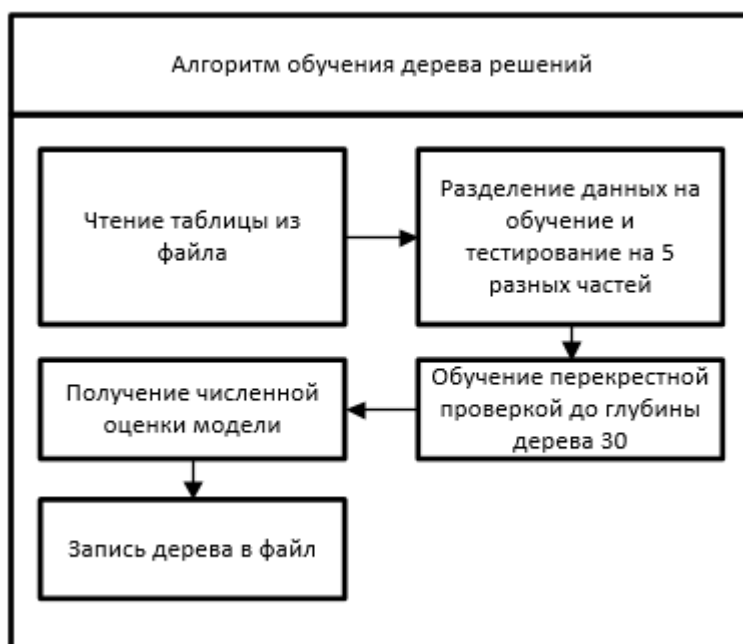 Алгоритм обучения дерева решений
Чтение таблицы из
файла
Разделение данных на
обучение и
тестирование на 5
разных частей
Обучение перекрестной
проверкой до глубины
дерева 30
Получение численной
оценки модели
Запись дерева в файл